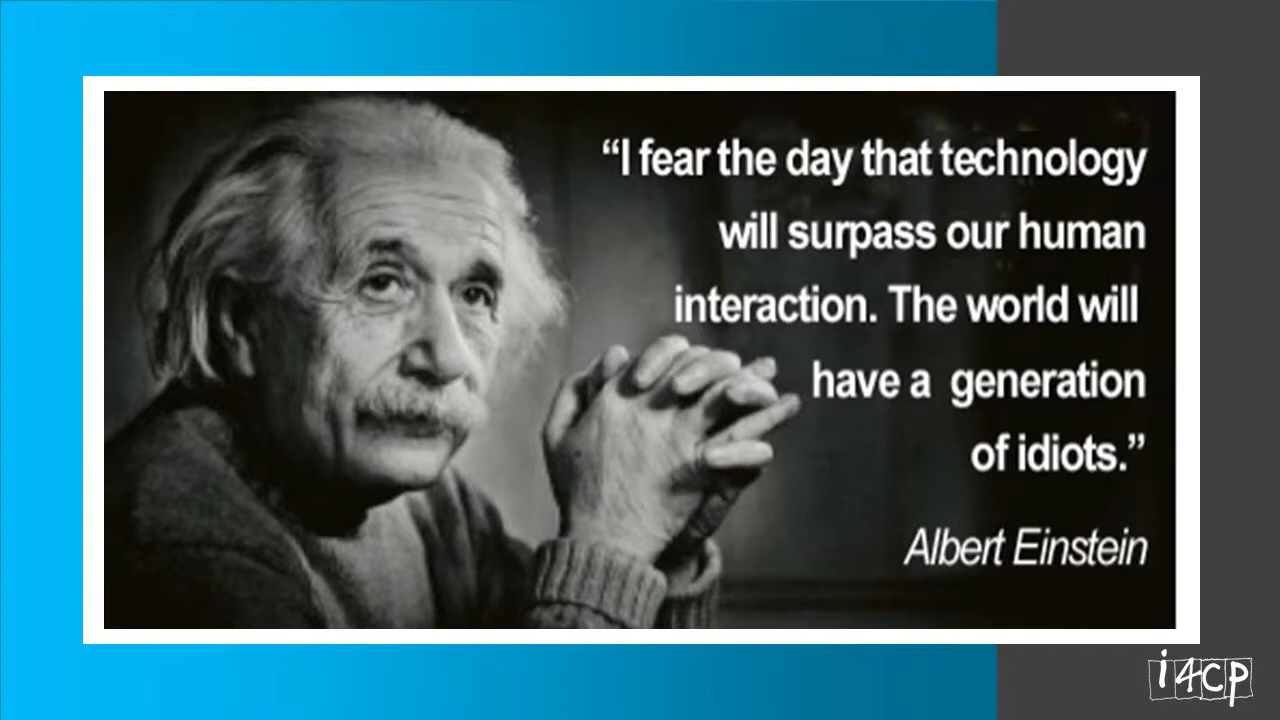 “I fear the day that technology
will surpass our human
interaction. The world will
have a generation
of idiots.”
Albert Einstein
i4cp